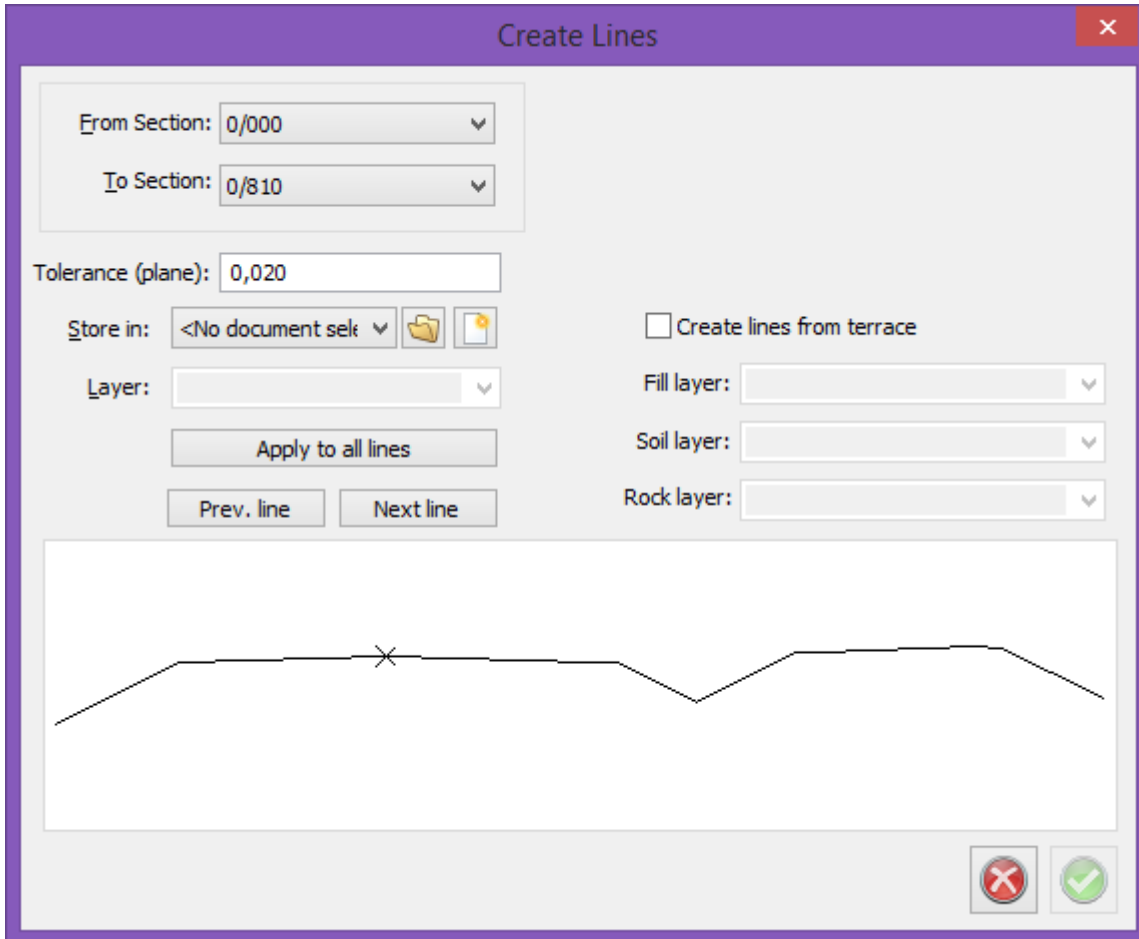 Create Lines
From Section: 0/000
To Section: 0/810
Tolerance (plane): 0,020
Store in: <No document sele
Create lines from terrace
Layer:
Fill layer:
Apply to all lines
Soil layer:
Prev. line
Next line
Rock layer: